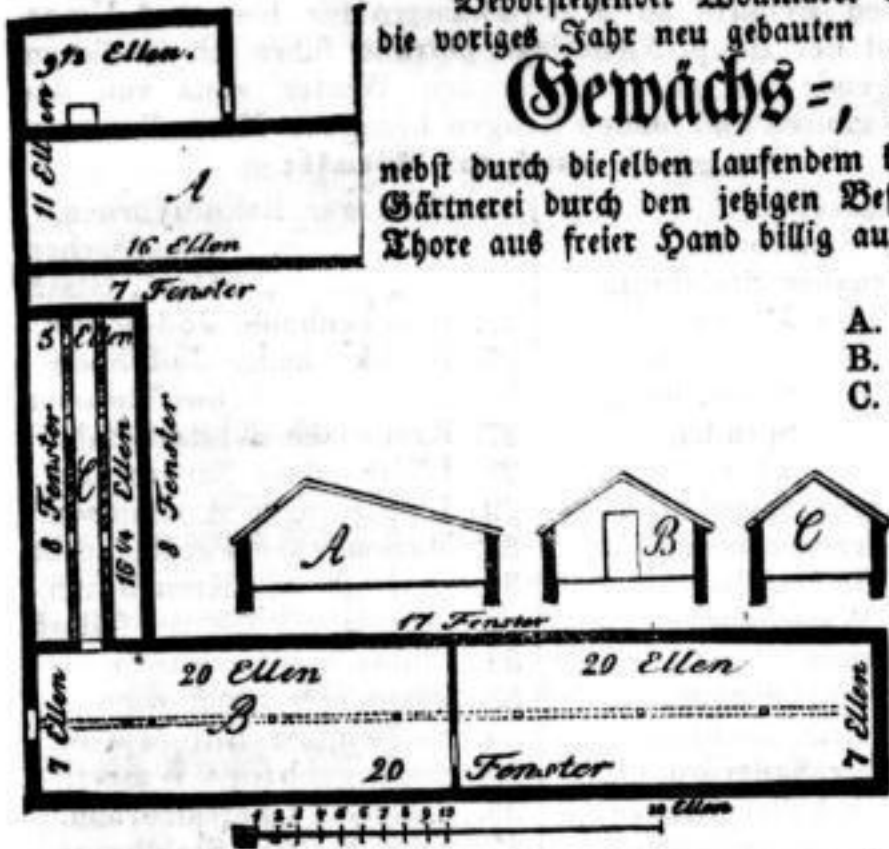 die voriges Jahr neu gebauten
Gewächs-,
nebst durch dieselben laufendem
Gärtnerei durch den jetzigen
Thore aus freier Hand billig
A.
B.
C.
9½ Ellen.
11 Ellen
A
16 Ellen
7 Fenster
5 Ellen
8 Fenster
C
16¼ Ellen
8 Fenster
A
B
C
17 Fenster
20 Ellen
20 Ellen
7 Ellen
B
7 Ellen
20 Fenster
1 2 3 4 5 6 7 8 9 10
20 Ellen